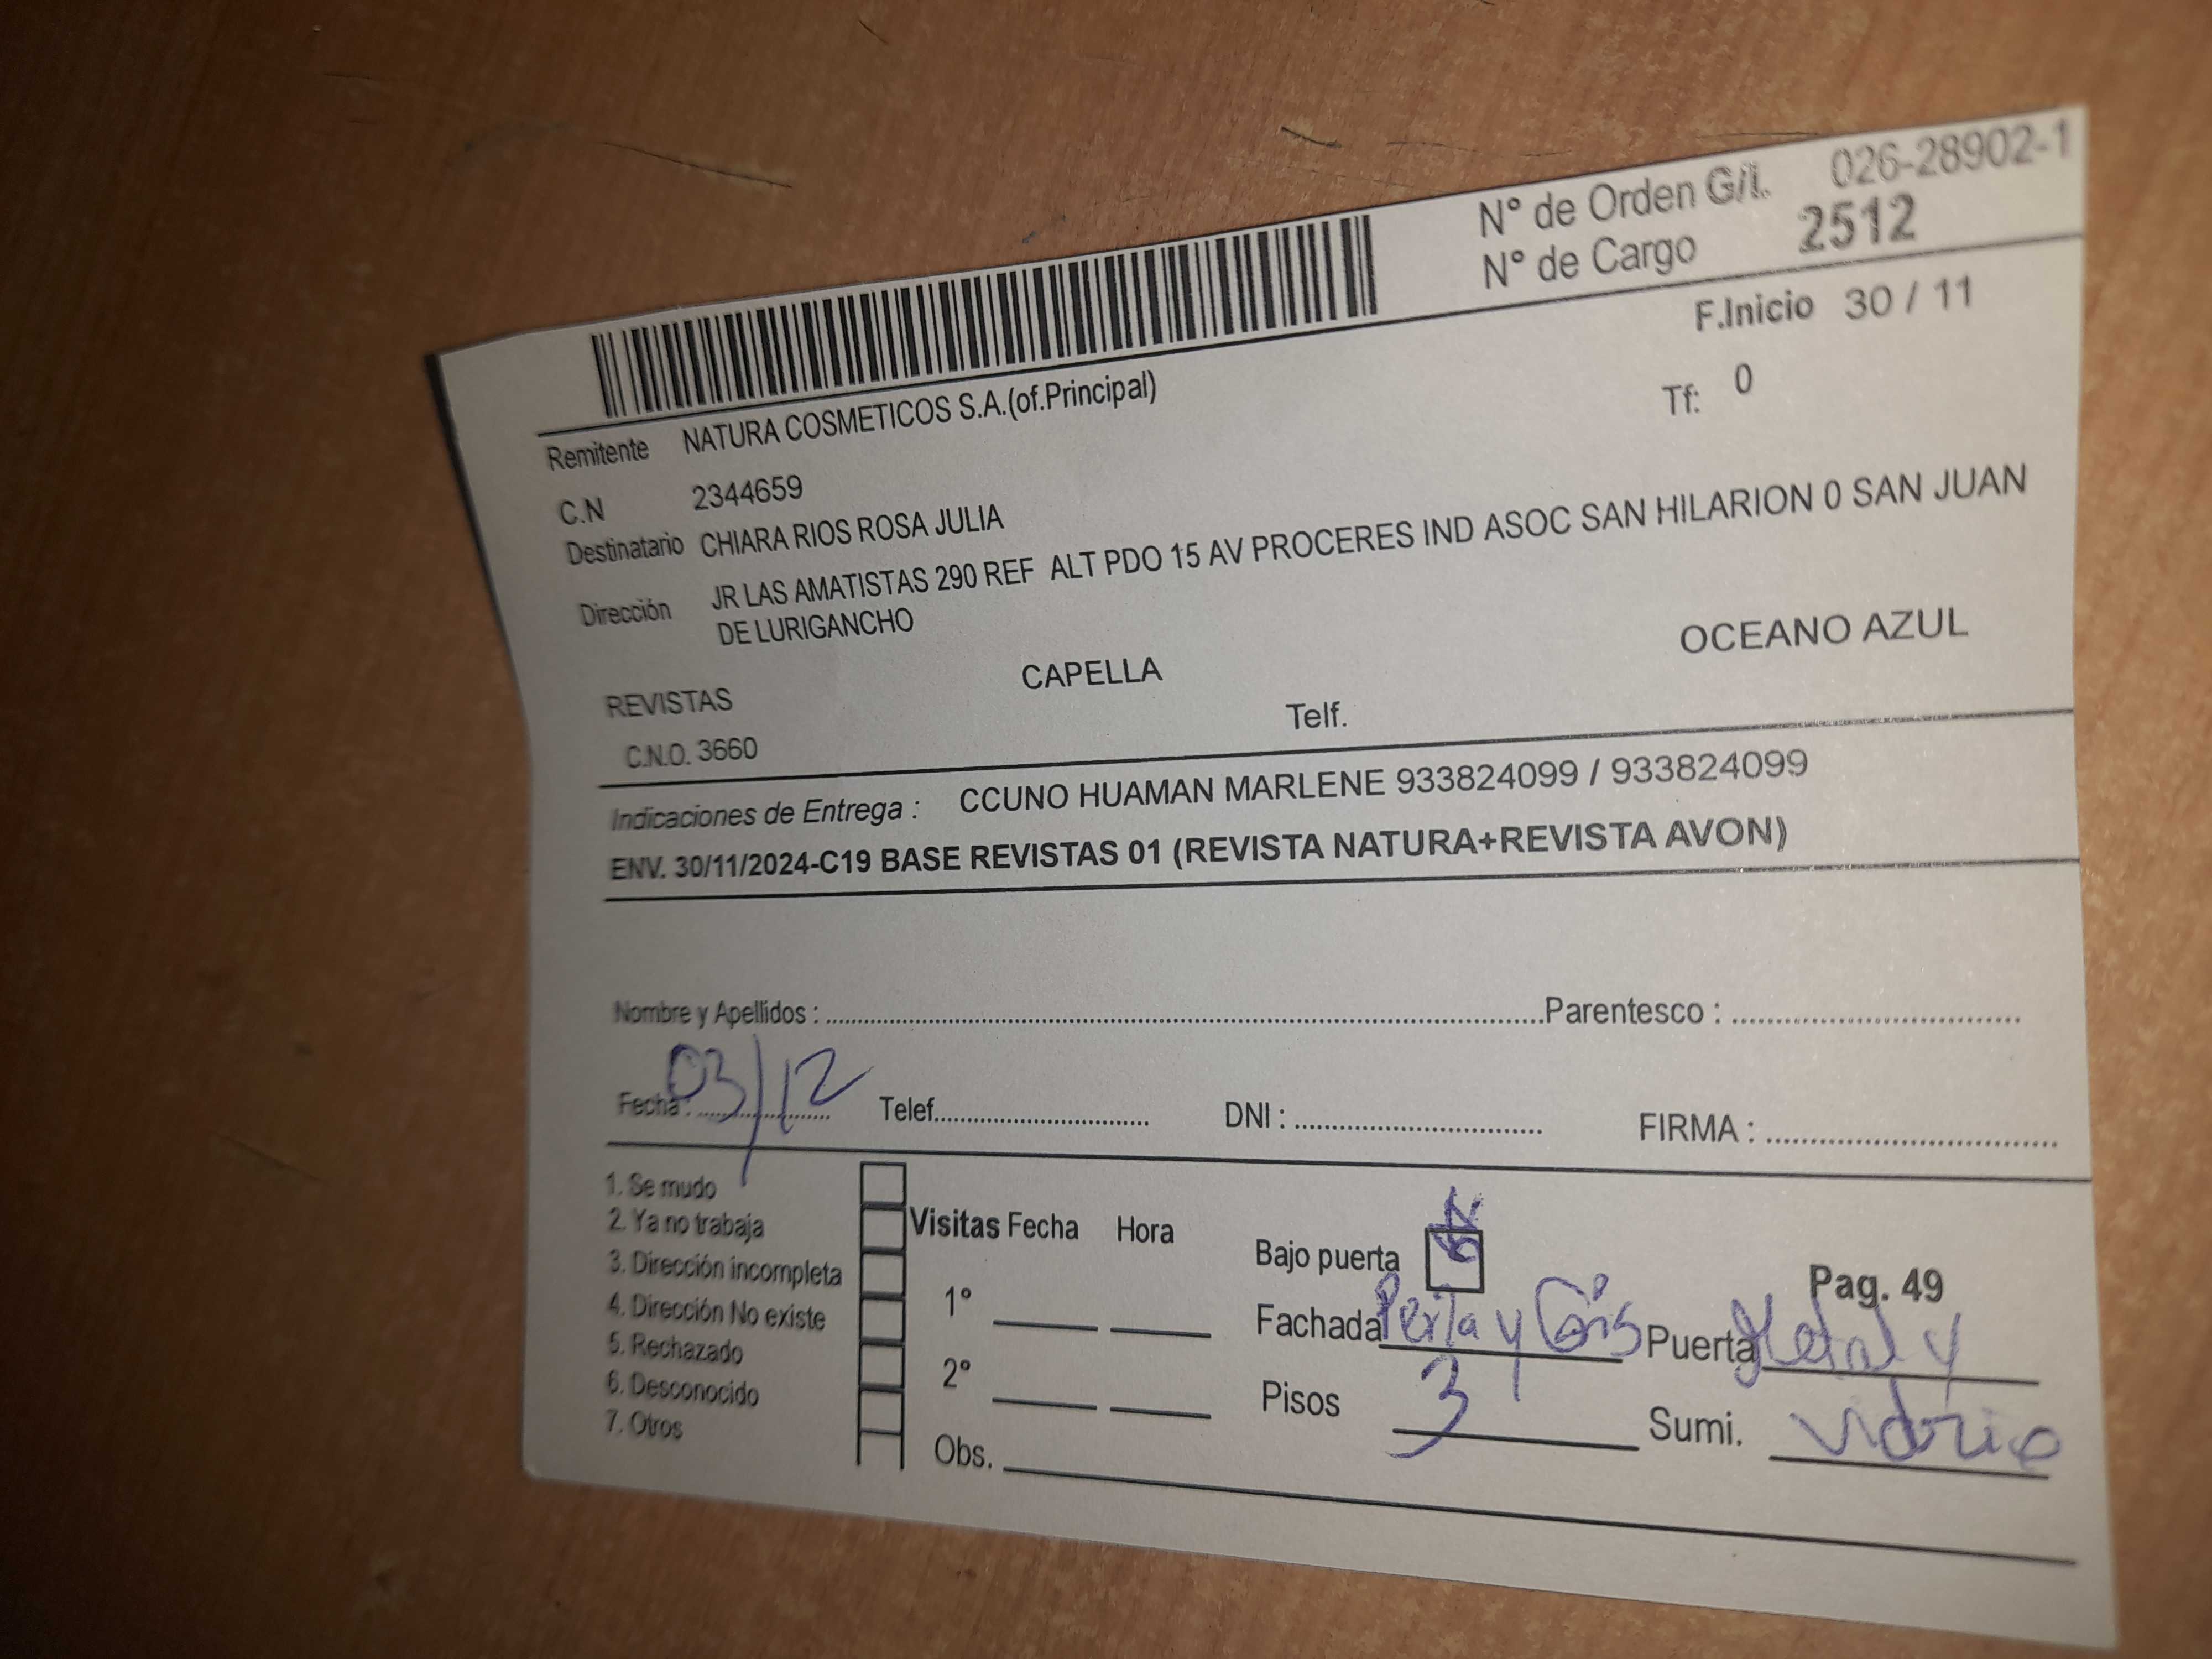 N° de Orden G/I. 026-28902-1
N° de Cargo 2512
F.Inicio 30 / 11
Remitente NATURA COSMETICOS S.A.(of.Principal)
Tf: 0
C.N 2344659
Destinatario CHIARA RIOS ROSA JULIA
Dirección JR LAS AMATISTAS 290 REF ALT PDO 15 AV PROCERES IND ASOC SAN HILARION 0 SAN JUAN
DE LURIGANCHO
REVISTAS CAPELLA OCEANO AZUL
C.N.O. 3660 Telf.
Indicaciones de Entrega : CCUNO HUAMAN MARLENE 933824099 / 933824099
ENV. 30/11/2024-C19 BASE REVISTAS 01 (REVISTA NATURA+REVISTA AVON)
Nombre y Apellidos : Parentesco :
Fecha : 03/12 Telef. DNI : FIRMA :
1. Se mudo
2. Ya no trabaja
3. Dirección incompleta
4. Dirección No existe
5. Rechazado
6. Desconocido
7. Otros
Visitas Fecha Hora
1°
2°
Obs.
Bajo puerta
Pag. 49
Fachada Perla y Gris Puerta Metal y
Pisos 3 Sumi. vidrio